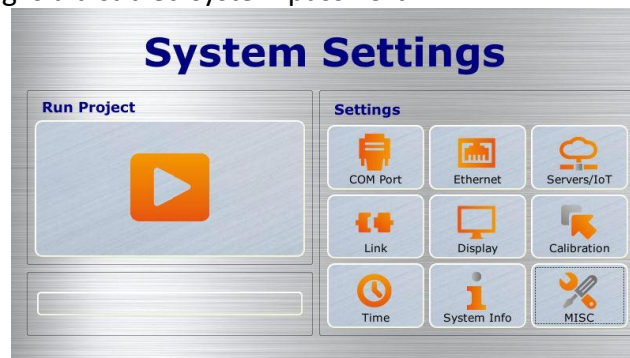 System Settings
Run Project
Settings
COM Port
Ethernet
Servers/IoT
Link
Display
Calibration
Time
System Info
MISC